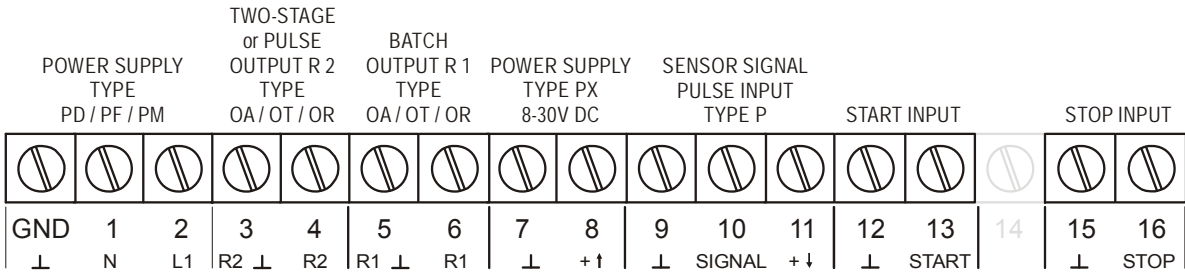 TWO-STAGE
or PULSE BATCH
POWER SUPPLY OUTPUT R 2 OUTPUT R 1 POWER SUPPLY SENSOR SIGNAL
TYPE TYPE TYPE TYPE PX PULSE INPUT
PD / PF / PM OA / OT / OR OA / OT / OR 8-30V DC TYPE P START INPUT STOP INPUT
GND 1 2 3 4 5 6 7 8 9 10 11 12 13 14 15 16
⊥ N L1 R2 ⊥ R2 R1 ⊥ R1 ⊥ + ↑ ⊥ SIGNAL + ↓ ⊥ START ⊥ STOP